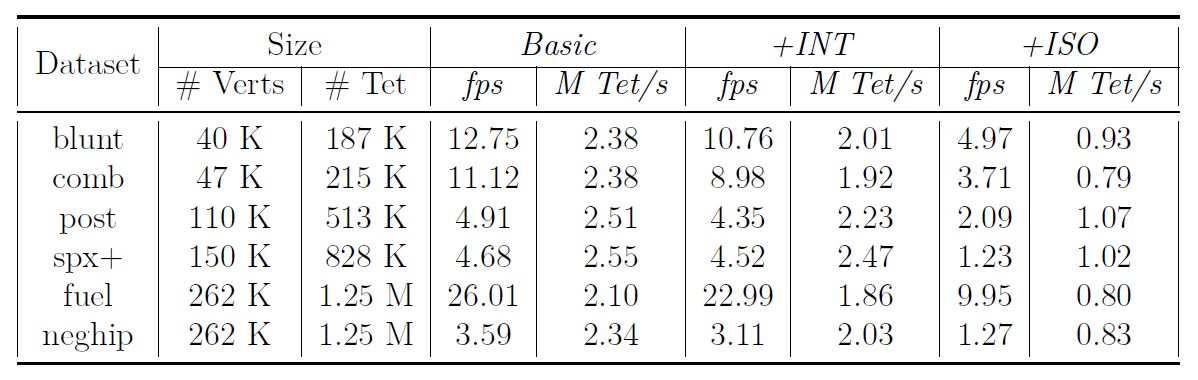 Dataset Size Basic +INT +ISO
# Verts # Tet fps M Tet/s fps M Tet/s fps M Tet/s
blunt 40 K 187 K 12.75 2.38 10.76 2.01 4.97 0.93
comb 47 K 215 K 11.12 2.38 8.98 1.92 3.71 0.79
post 110 K 513 K 4.91 2.51 4.35 2.23 2.09 1.07
spx+ 150 K 828 K 4.68 2.55 4.52 2.47 1.23 1.02
fuel 262 K 1.25 M 26.01 2.10 22.99 1.86 9.95 0.80
neghip 262 K 1.25 M 3.59 2.34 3.11 2.03 1.27 0.83